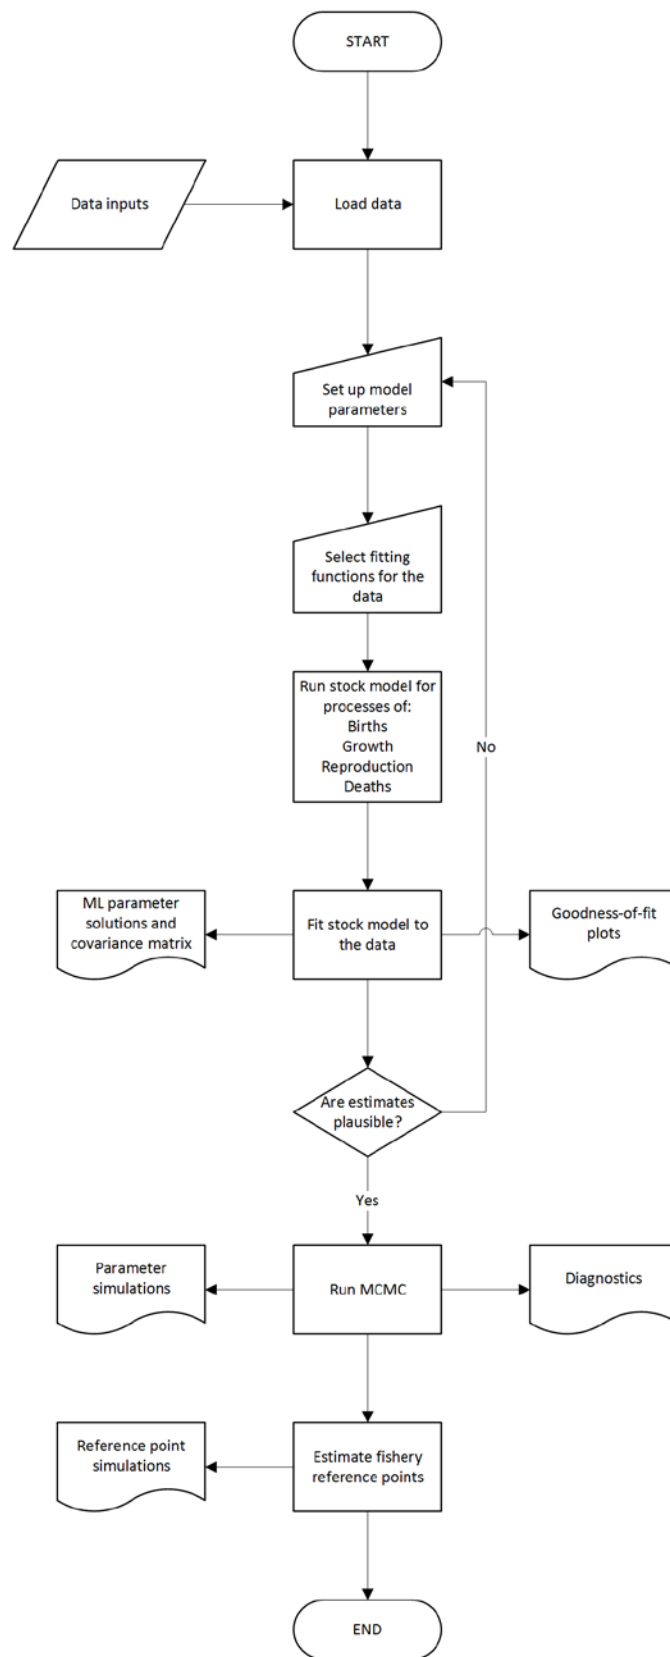 START
Data inputs
Load data
Set up model
parameters
Select fitting
functions for the
data
Run stock model for
processes of:
Births
Growth
Reproduction
Deaths
No
ML parameter
solutions and
covariance matrix
Fit stock model to
the data
Goodness-of-fit
plots
Are estimates
plausible?
Yes
Parameter
simulations
Run MCMC
Diagnostics
Reference point
simulations
Estimate fishery
reference points
END